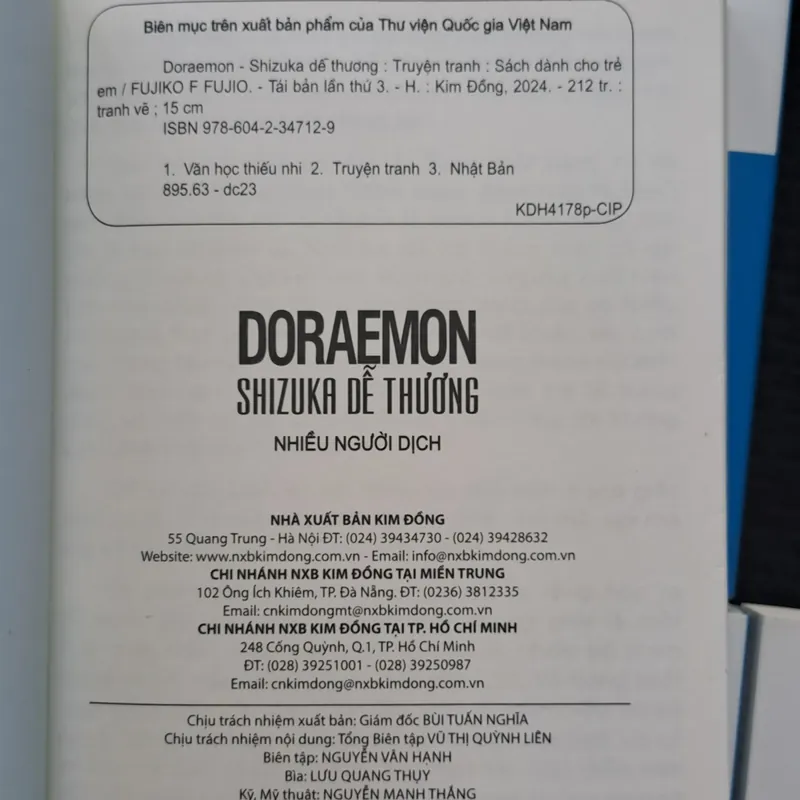 Biên mục trên xuất bản phẩm của Thư viện Quốc gia Việt Nam
Doraemon - Shizuka dế thương : Truyện tranh : Sách dành cho trẻ
em / FUJIKO F FUJIO. - Tái bản lần thứ 3. - H. : Kim Đồng, 2024. - 212 tr. :
tranh vẽ ; 15 cm
ISBN 978-604-2-34712-9
1. Văn học thiếu nhi 2. Truyện tranh 3. Nhật Bản
895.63 - dc23
KDH4178p-CIP
DORAEMON
SHIZUKA DỄ THƯƠNG
NHIỀU NGƯỜI DỊCH
NHÀ XUẤT BẢN KIM ĐỒNG
55 Quang Trung - Hà Nội ĐT: (024) 39434730 - (024) 39428632
Website: www.nxbkimdong.com.vn - Email: info@nxbkimdong.com.vn
CHI NHÁNH NXB KIM ĐỒNG TẠI MIỀN TRUNG
102 Ông Ích Khiêm, TP. Đà Nẵng. ĐT: (0236) 3812335
Email: cnkimdongmt@nxbkimdong.com.vn
CHI NHÁNH NXB KIM ĐỒNG TẠI TP. HỒ CHÍ MINH
248 Cống Quỳnh, Q.1, TP. Hồ Chí Minh
ĐT: (028) 39251001 - (028) 39250987
Email: cnkimdong@nxbkimdong.com.vn
Chịu trách nhiệm xuất bản: Giám đốc BÙI TUẤN NGHĨA
Chịu trách nhiệm nội dung: Tổng Biên tập VŨ THỊ QUỲNH LIÊN
Biên tập: NGUYỄN VÂN HẠNH
Bìa: LƯU QUANG THỤY
Kỹ, Mỹ thuật: NGUYỄN MẠNH THẮNG